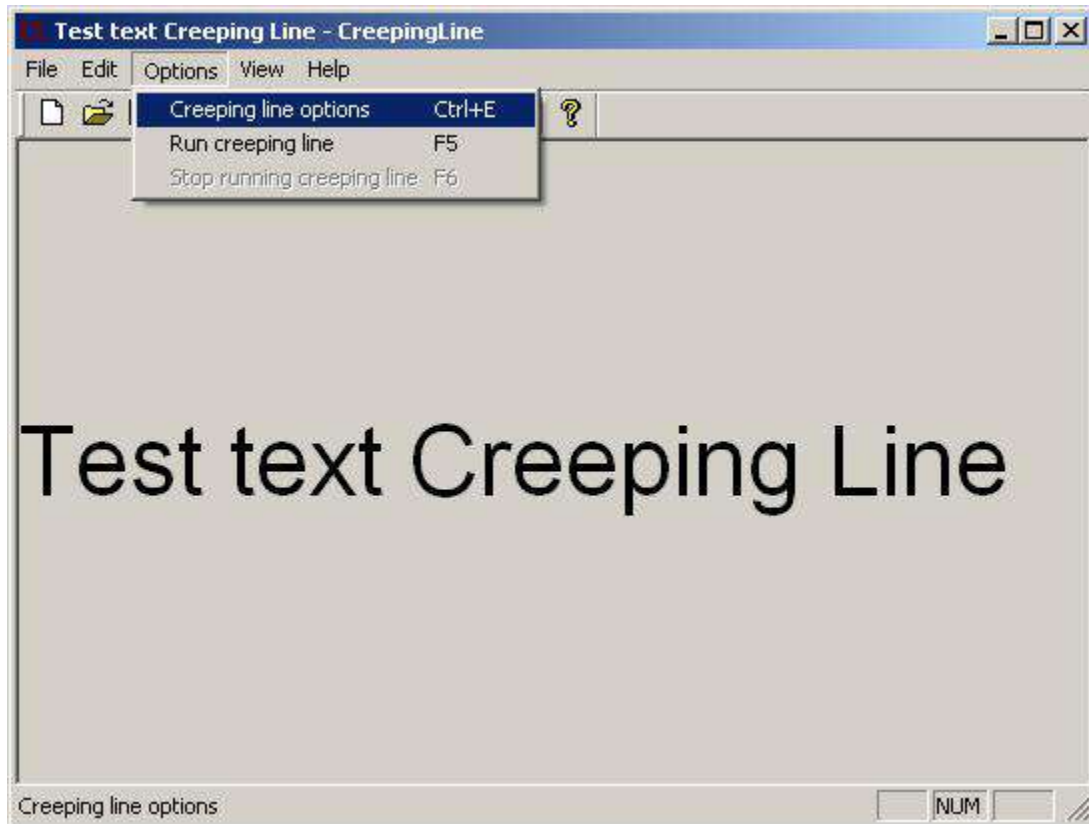 Test text Creeping Line - CreepingLine
File Edit Options View Help
Creeping line options Ctrl+E
Run creeping line F5
Stop running creeping line F6
Test text Creeping Line
Creeping line options NUM